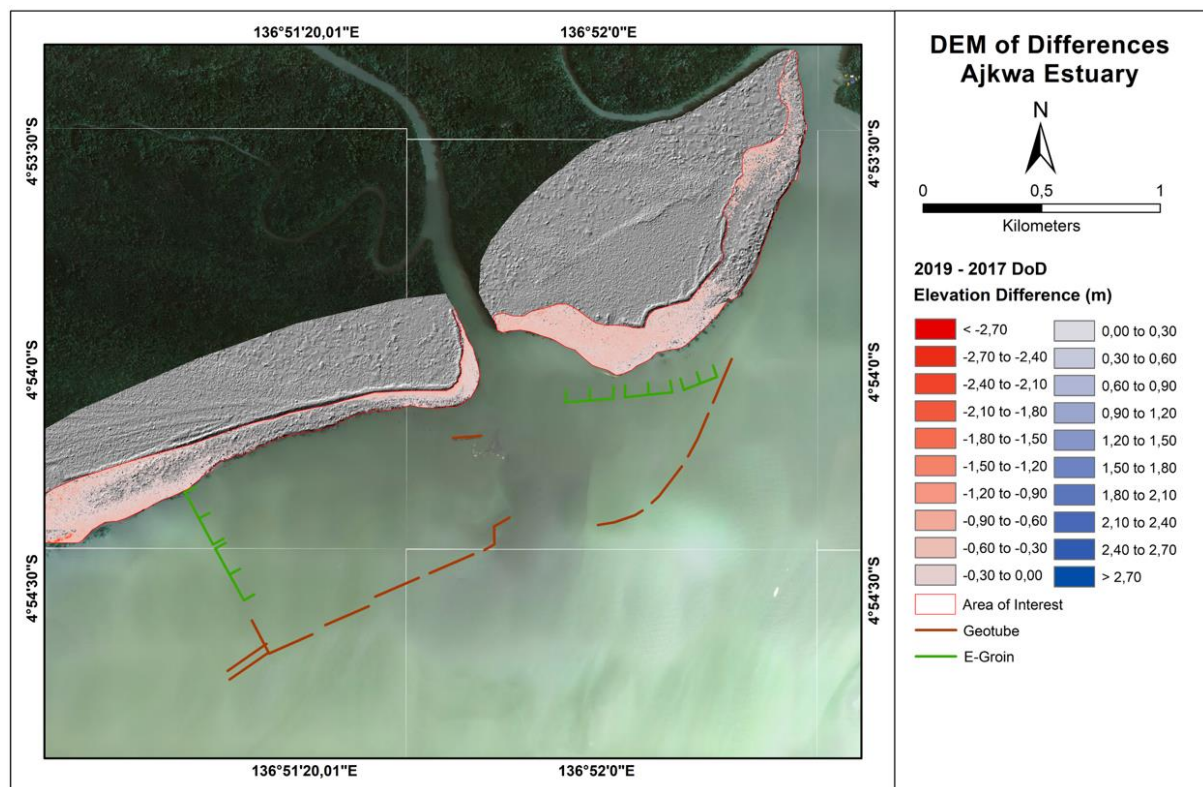 136°51'20,01"E
136°52'0"E
4°53'30"S
4°53'30"S
4°54'0"S
4°54'0"S
4°54'30"S
4°54'30"S
136°51'20,01"E
136°52'0"E
DEM of Differences
Ajkwa Estuary
N
0
0,5
1
Kilometers
2019 - 2017 DoD
Elevation Difference (m)
< -2,70
-2,70 to -2,40
-2,40 to -2,10
-2,10 to -1,80
-1,80 to -1,50
-1,50 to -1,20
-1,20 to -0,90
-0,90 to -0,60
-0,60 to -0,30
-0,30 to 0,00
0,00 to 0,30
0,30 to 0,60
0,60 to 0,90
0,90 to 1,20
1,20 to 1,50
1,50 to 1,80
1,80 to 2,10
2,10 to 2,40
2,40 to 2,70
> 2,70
Area of Interest
Geotube
E-Groin